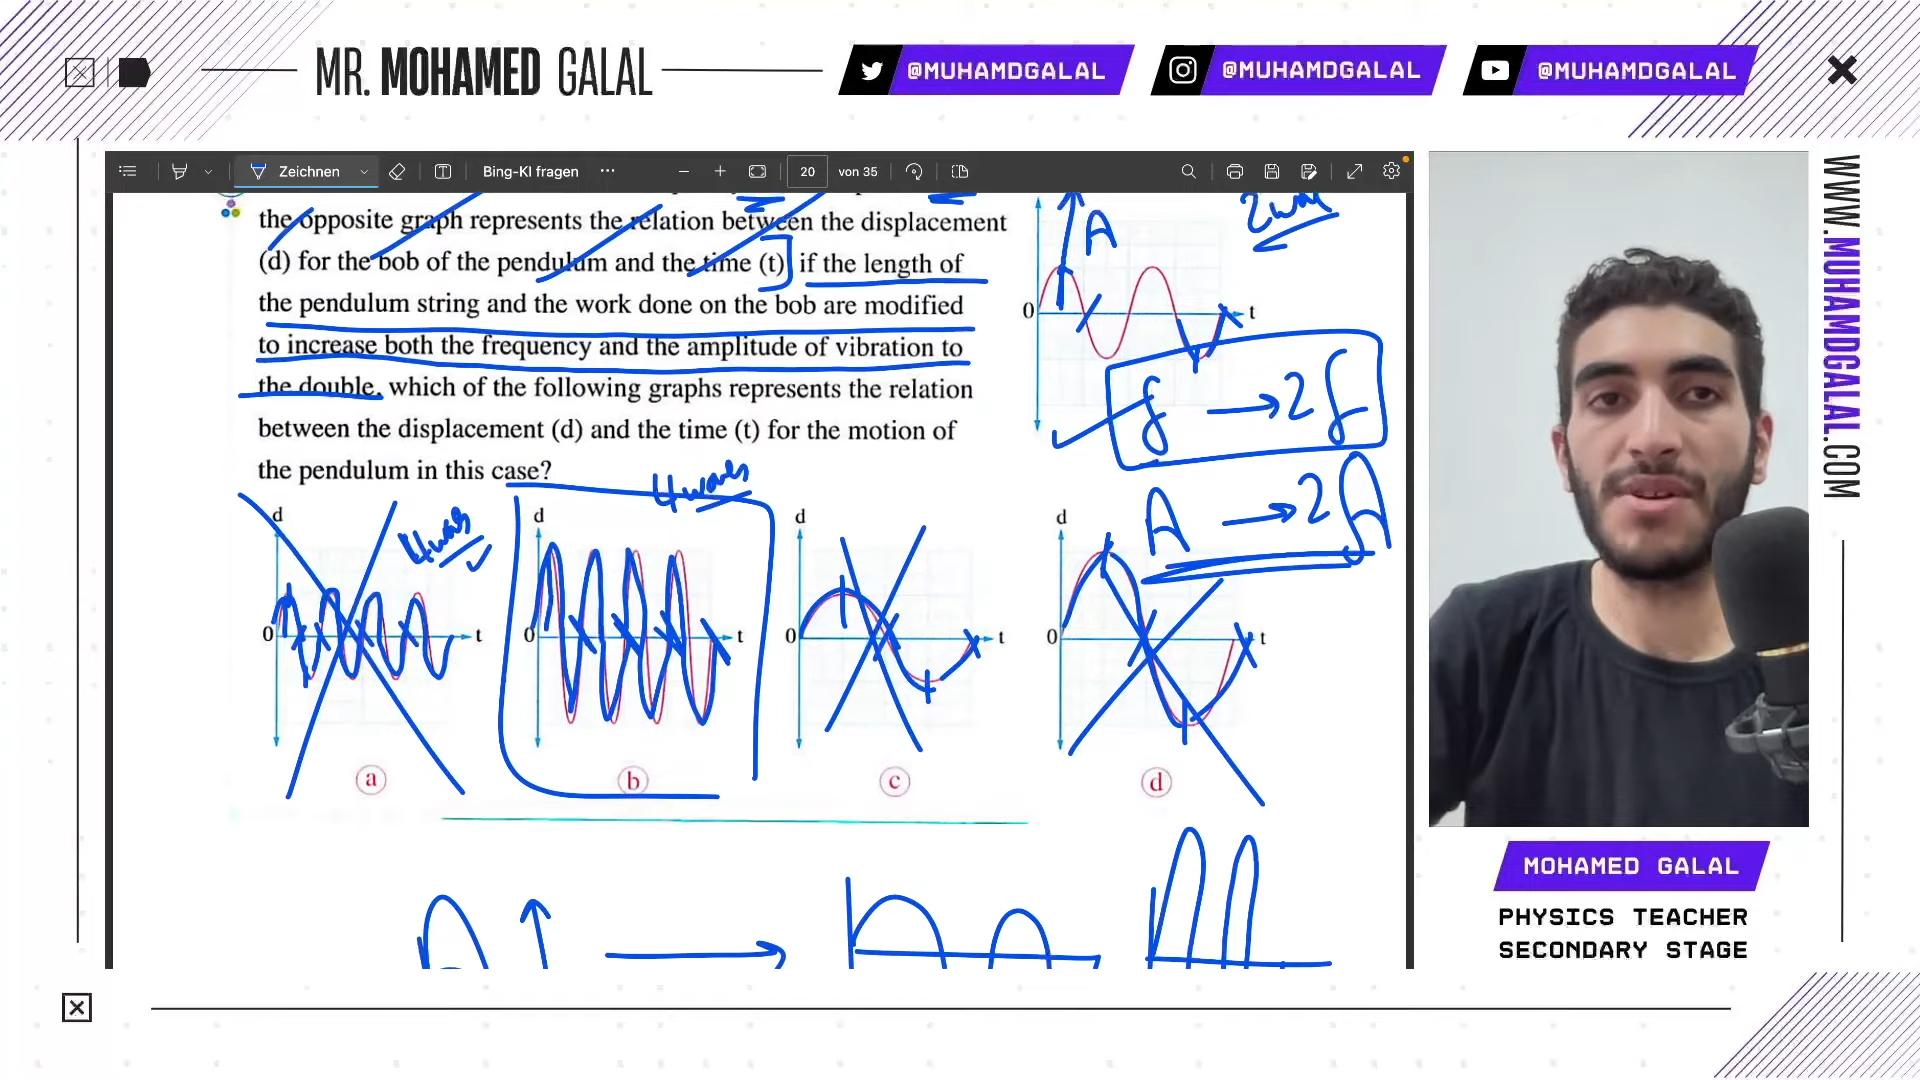 MR. MOHAMED GALAL
@MUHAMDGALAL
@MUHAMDGALAL
@MUHAMDGALAL
Zeichnen
Bing-KI fragen
20
von 35
the opposite graph represents the relation between the displacement
(d) for the bob of the pendulum and the time (t) if the length of
the pendulum string and the work done on the bob are modified
to increase both the frequency and the amplitude of vibration to
the double, which of the following graphs represents the relation
between the displacement (d) and the time (t) for the motion of
the pendulum in this case?
A
0
t
f → 2f
A → 2A
4 waves
d
0
t
a
4 waves
d
0
t
b
d
0
t
c
d
0
t
d
WWW.MUHAMDGALAL.COM
MOHAMED GALAL
PHYSICS TEACHER
SECONDARY STAGE